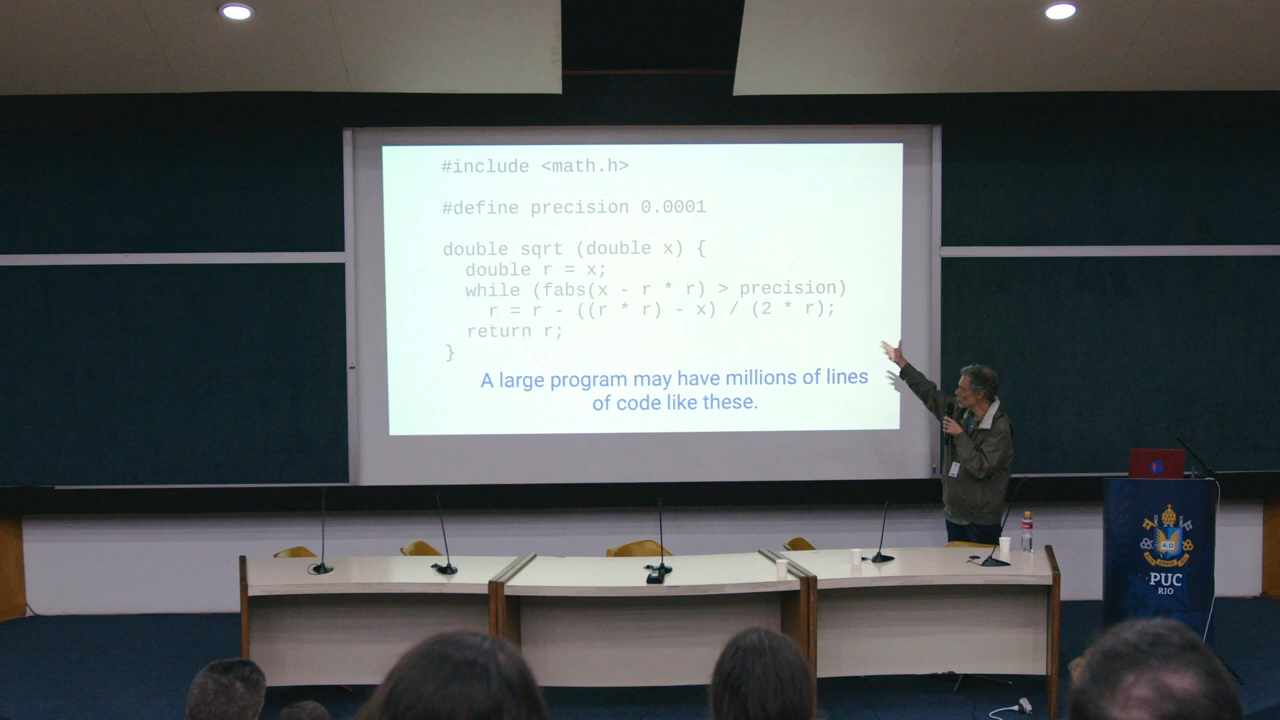 #include <math.h>
#define precision 0.0001
double sqrt (double x) {
double r = x;
while (fabs(x - r * r) > precision)
r = r - ((r * r) - x) / (2 * r);
return r;
}
A large program may have millions of lines
of code like these.
PUC
RIO